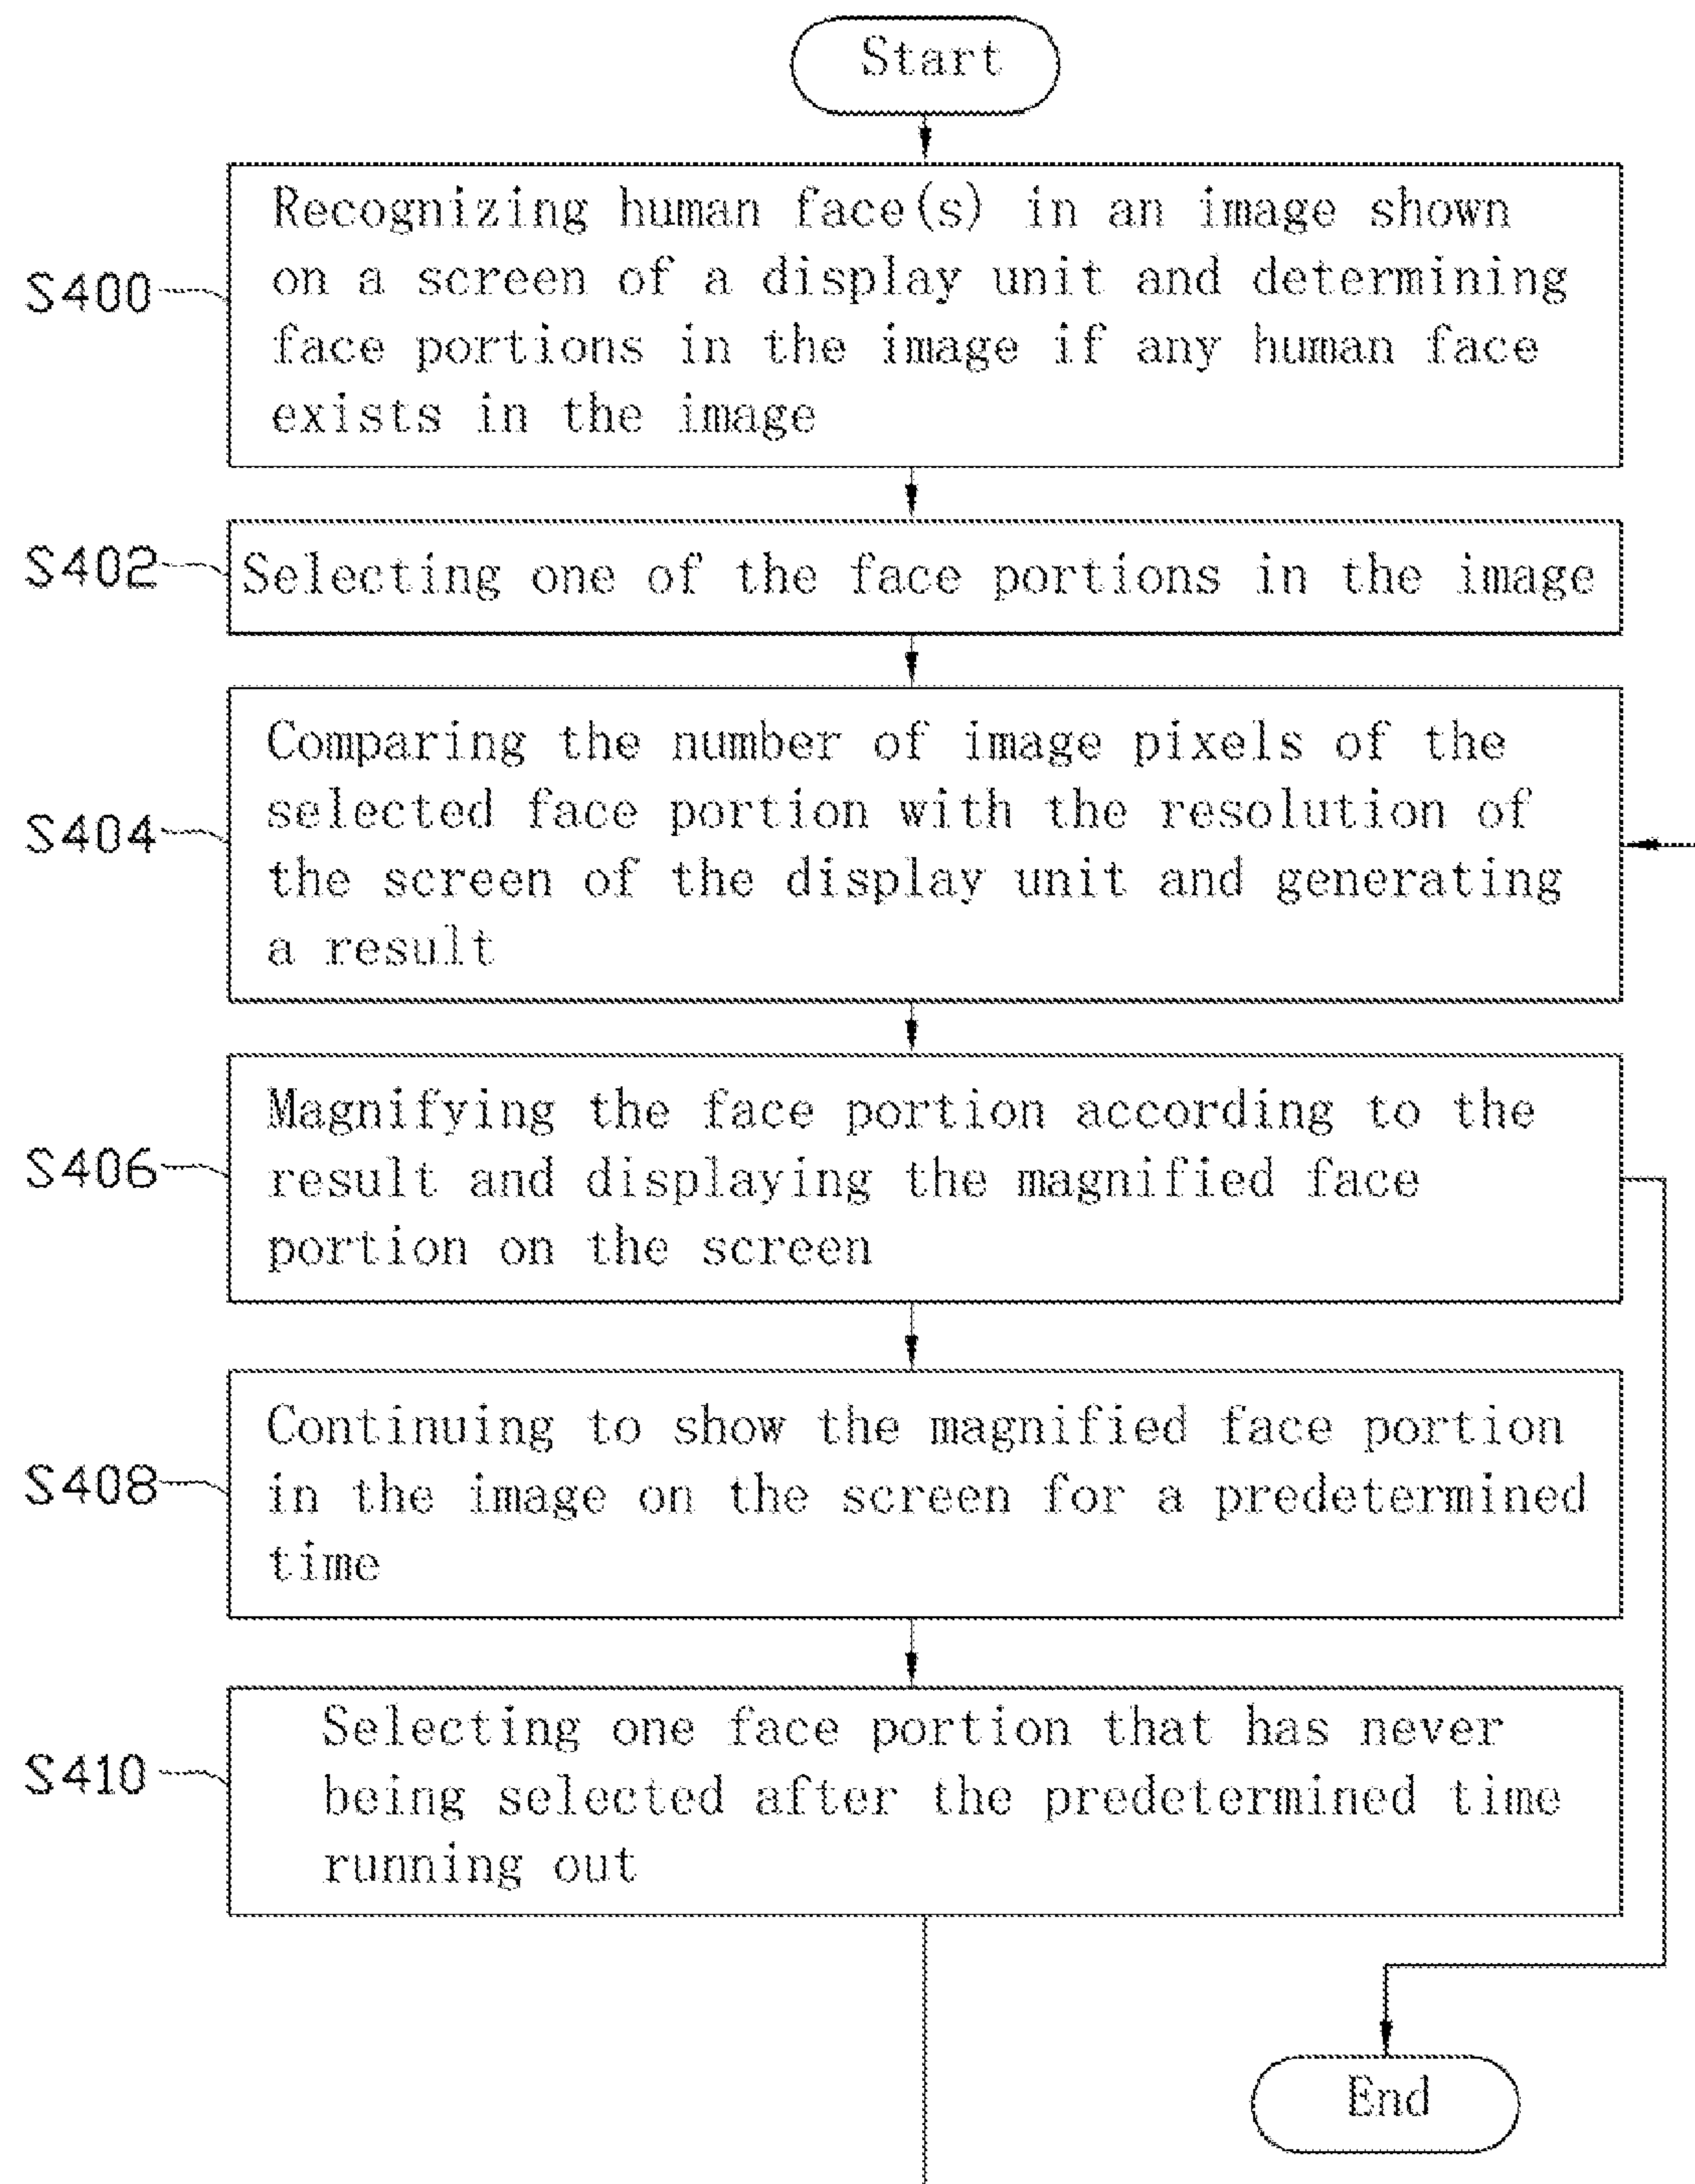 Start
S400
Recognizing human face(s) in an image shown
on a screen of a display unit and determining
face portions in the image if any human face
exists in the image
S402
Selecting one of the face portions in the image
S404
Comparing the number of image pixels of the
selected face portion with the resolution of
the screen of the display unit and generating
a result
S406
Magnifying the face portion according to the
result and displaying the magnified face
portion on the screen
S408
Continuing to show the magnified face portion
in the image on the screen for a predetermined
time
S410
Selecting one face portion that has never
being selected after the predetermined time
running out
End